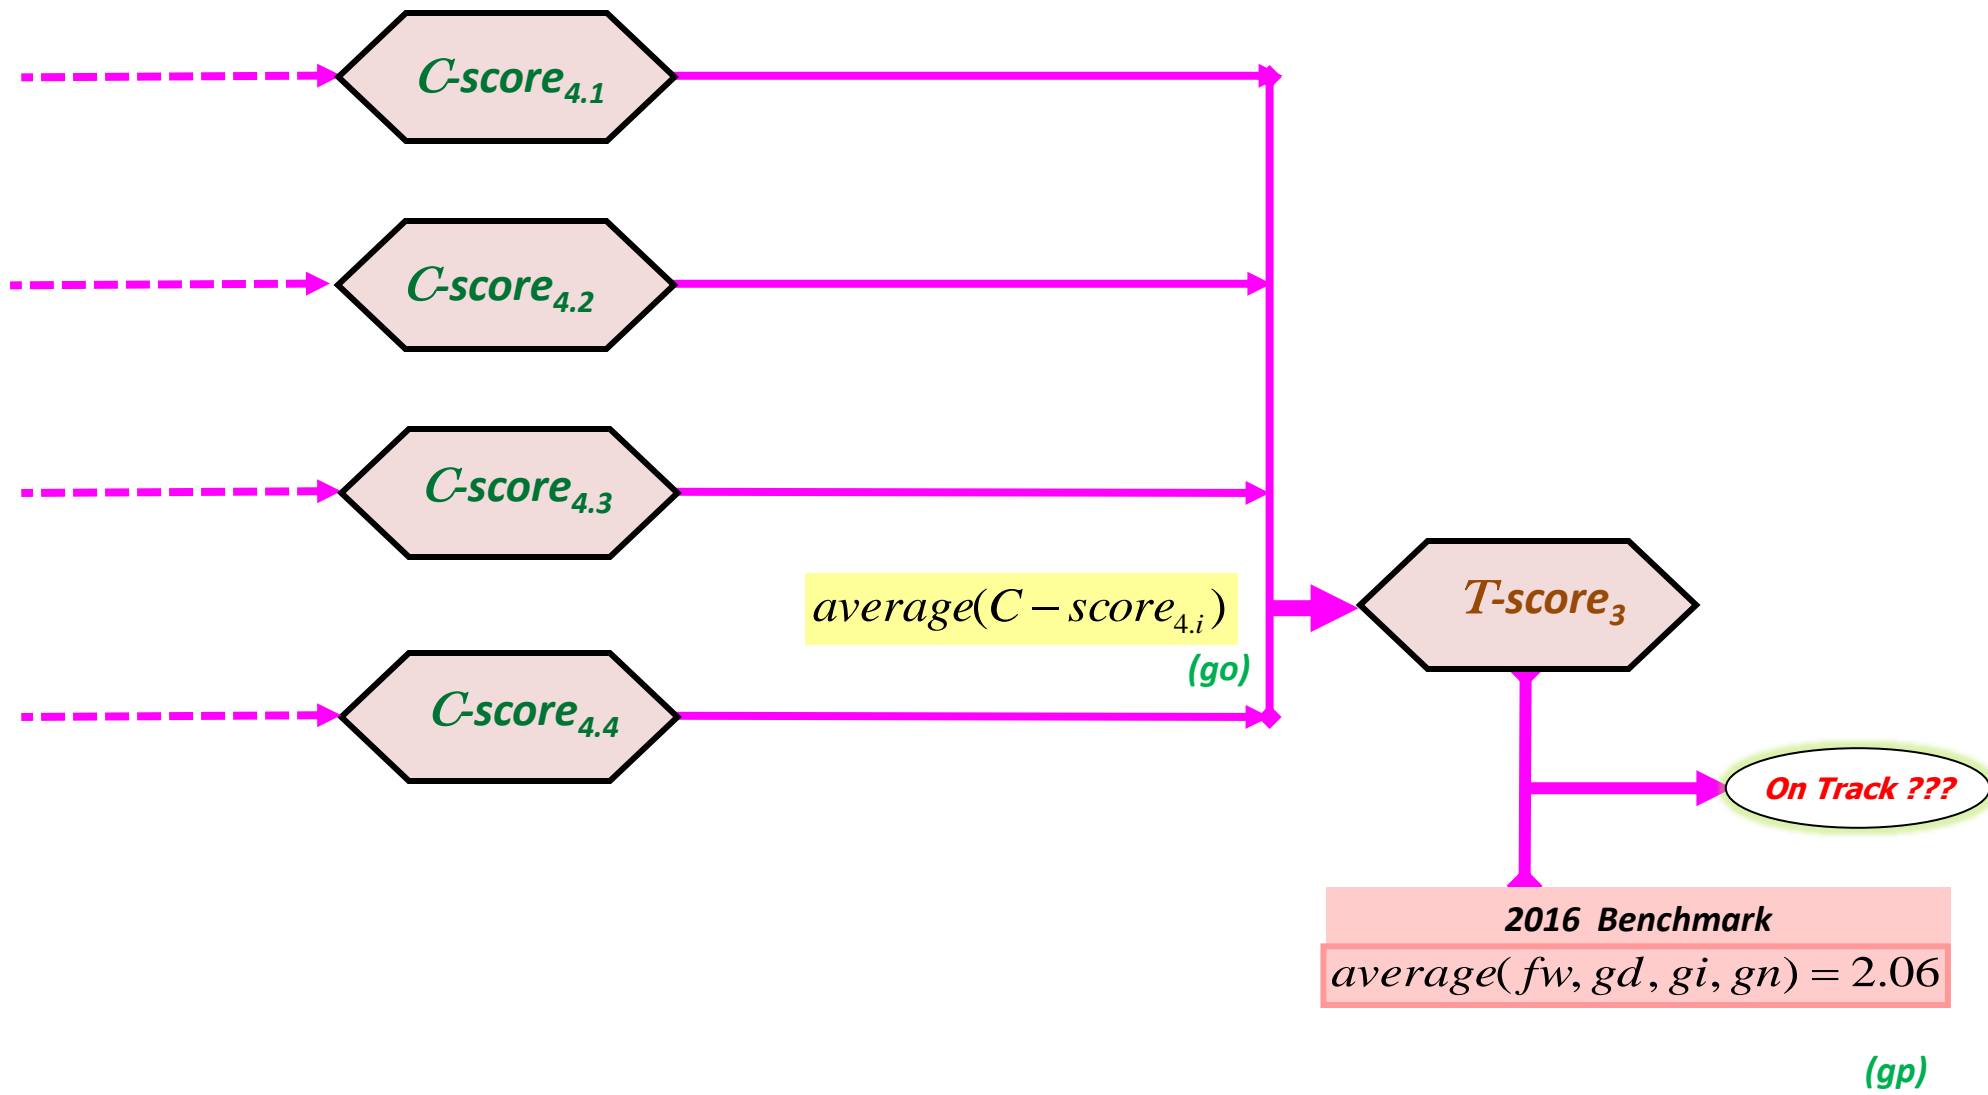 C-score4.1
C-score4.2
C-score4.3
average(C − score4.i)
T-score3
(go)
C-score4.4
On Track ???
2016 Benchmark
average(fw, gd, gi, gn) = 2.06
(gp)